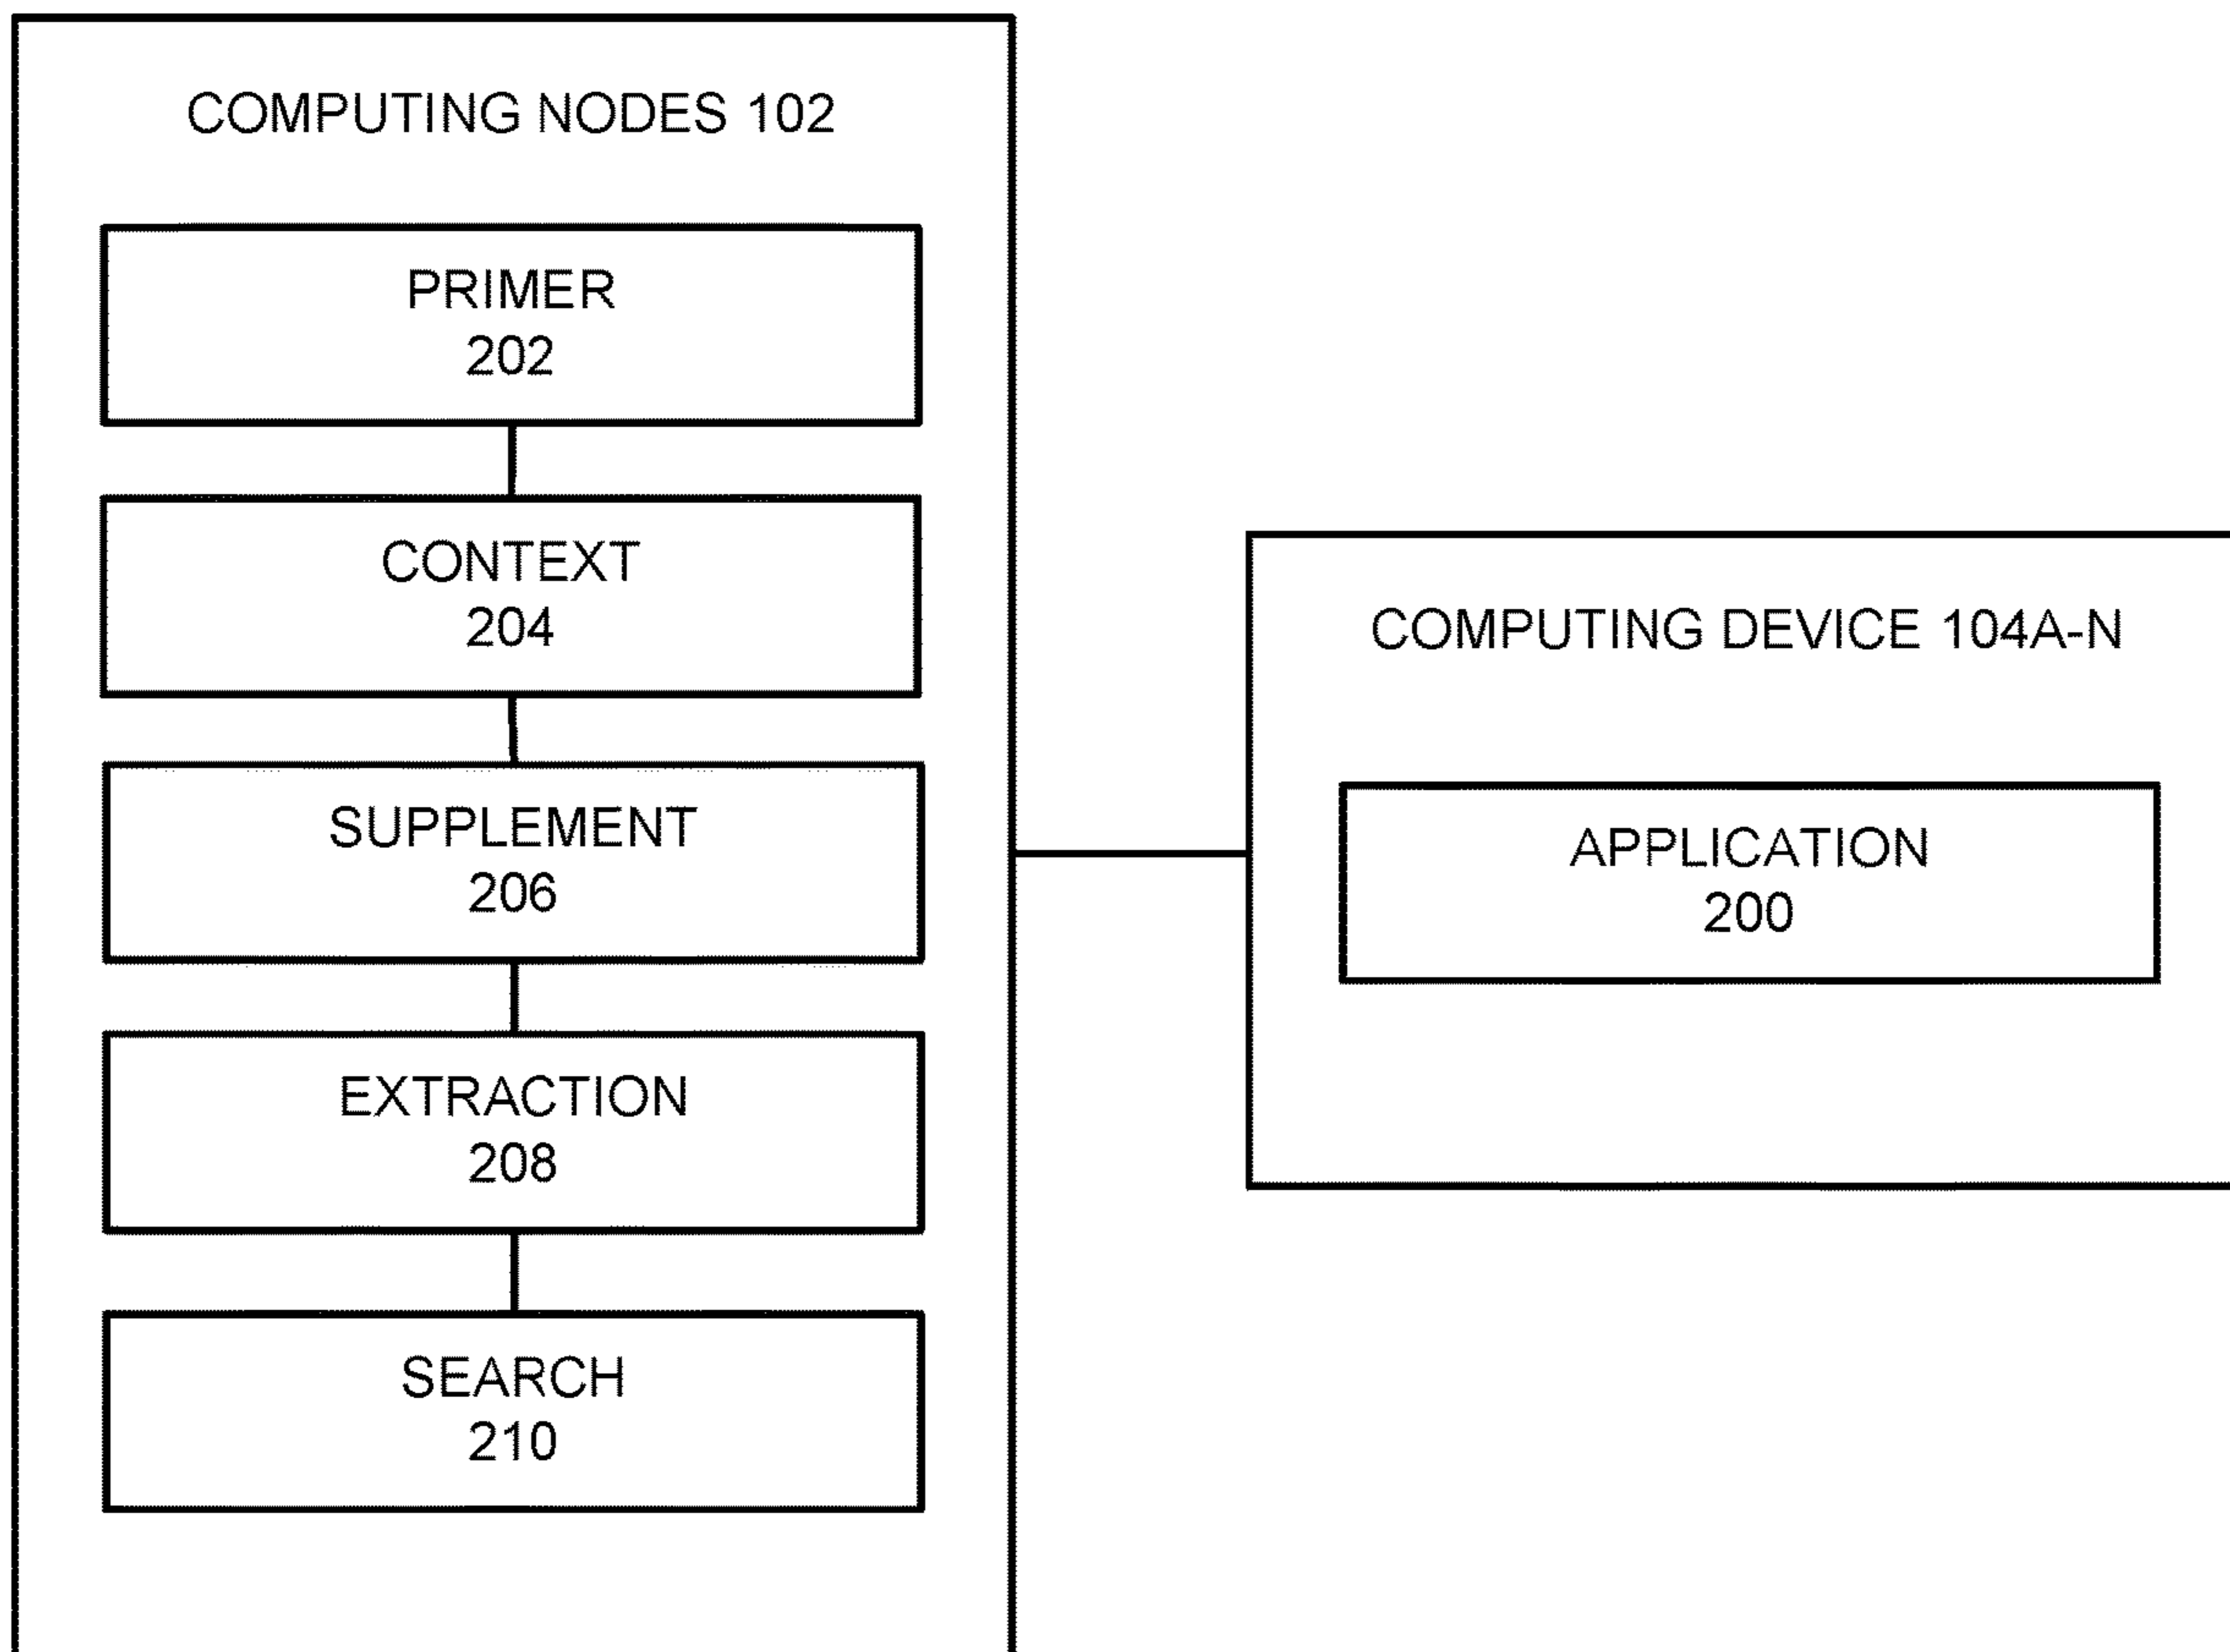 COMPUTING NODES 102
PRIMER
202
CONTEXT
204
SUPPLEMENT
206
EXTRACTION
208
SEARCH
210
COMPUTING DEVICE 104A-N
APPLICATION
200